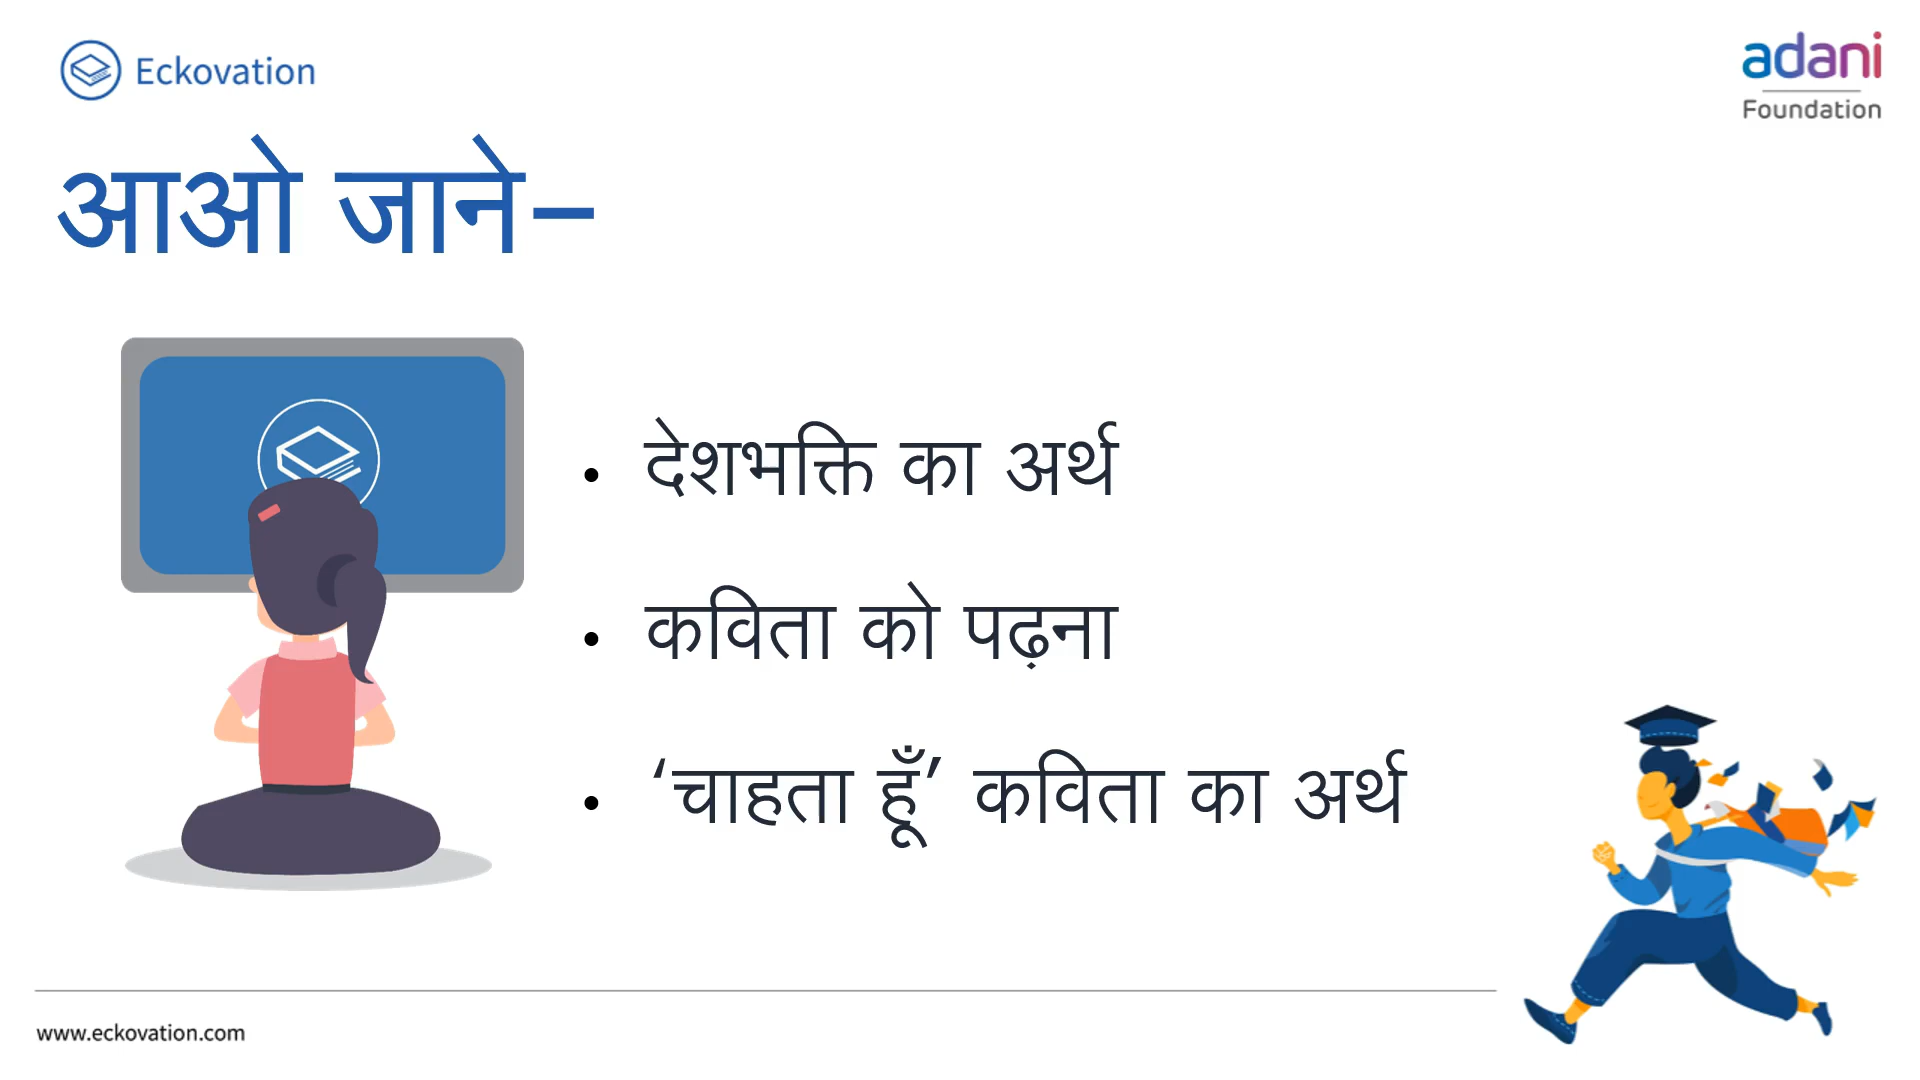 Eckovation
adani
Foundation
आओ जाने–
• देशभक्ति का अर्थ
• कविता को पढ़ना
• ‘चाहता हूँ’ कविता का अर्थ
www.eckovation.com